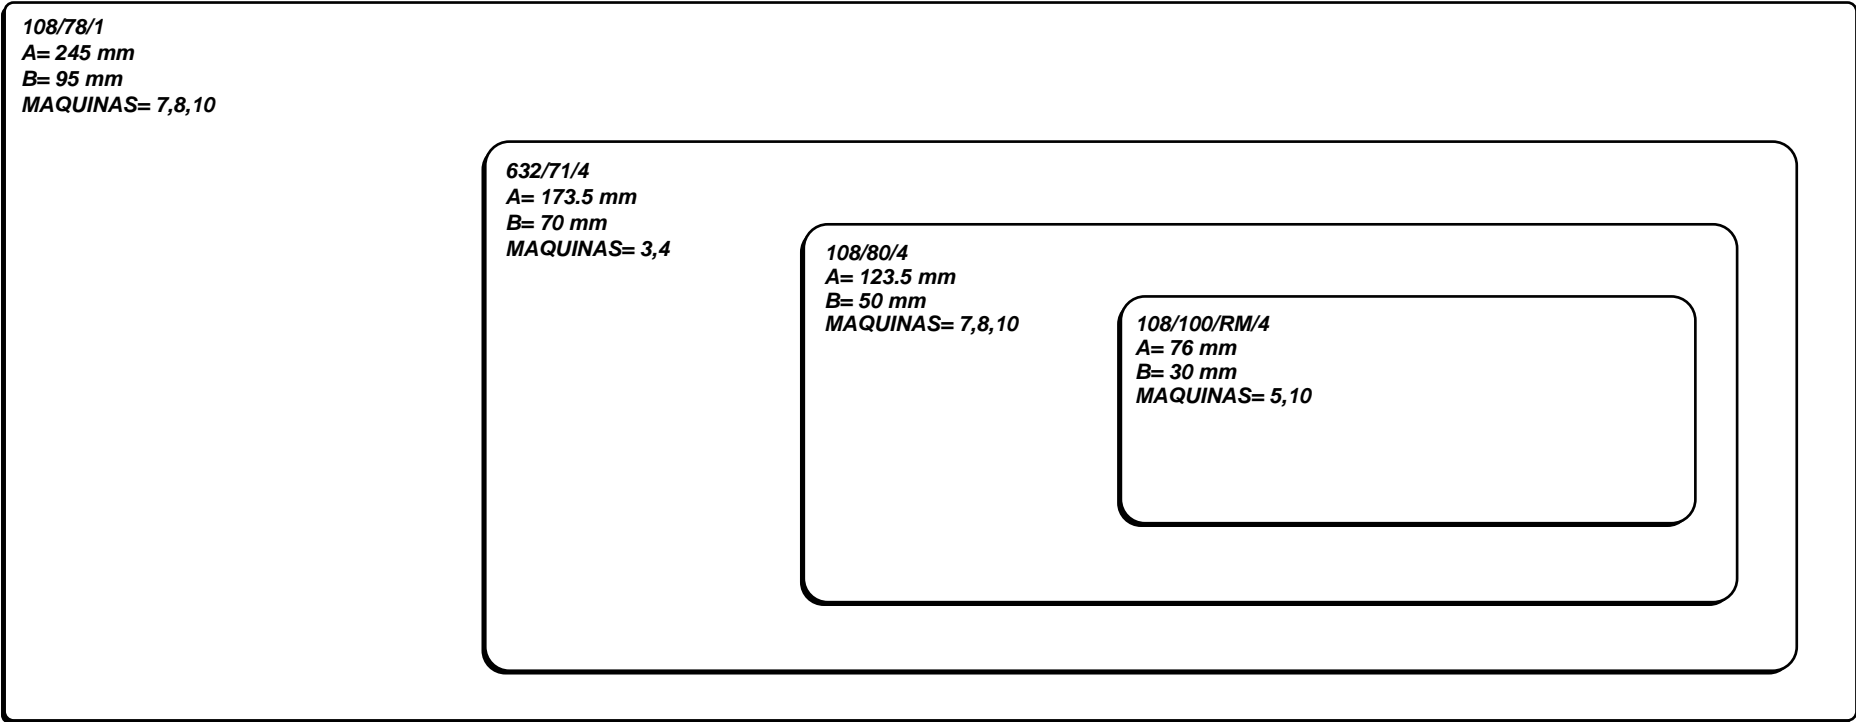 108/78/1
A= 245 mm
B= 95 mm
MAQUINAS= 7,8,10
632/71/4
A= 173.5 mm
B= 70 mm
MAQUINAS= 3,4
108/80/4
A= 123.5 mm
B= 50 mm
MAQUINAS= 7,8,10
108/100/RM/4
A= 76 mm
B= 30 mm
MAQUINAS= 5,10